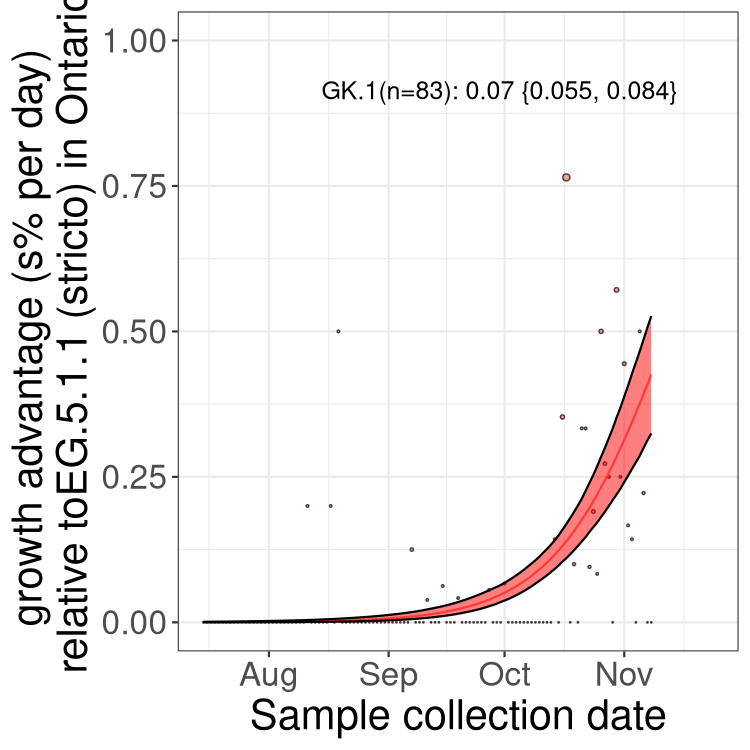 growth advantage (s% per day)
relative toEG.5.1.1 (stricto) in Ontario
1.00
0.75
0.50
0.25
0.00
GK.1(n=83): 0.07 {0.055, 0.084}
Aug Sep Oct Nov
Sample collection date